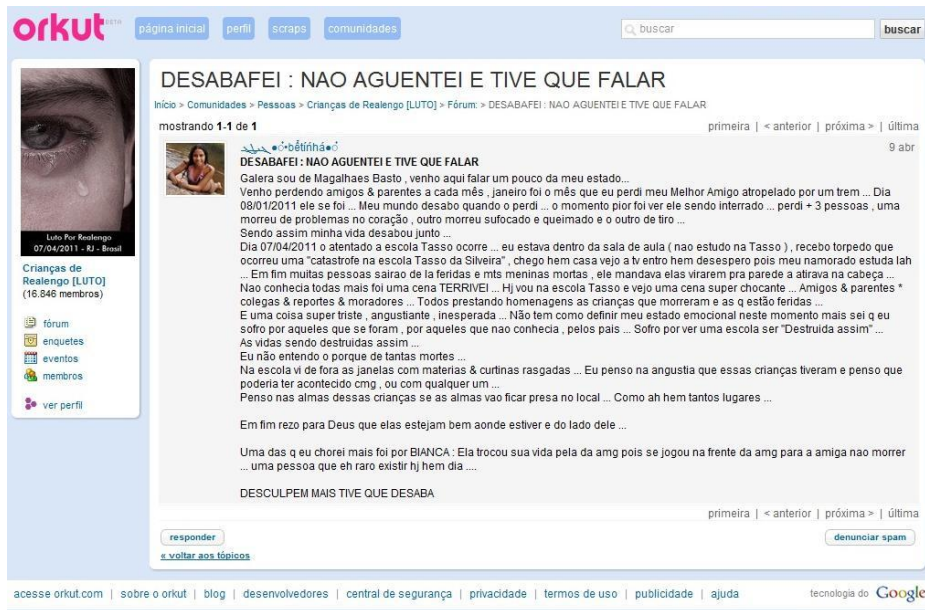 orkut BETA
página inicial perfil scraps comunidades
buscar
buscar
Luto Por Realengo
07/04/2011 - RJ - Brasil
Crianças de
Realengo [LUTO]
(16.846 membros)
fórum
enquetes
eventos
membros
ver perfil
DESABAFEI : NAO AGUENTEI E TIVE QUE FALAR
Início > Comunidades > Pessoas > Crianças de Realengo [LUTO] > Fórum: > DESABAFEI : NAO AGUENTEI E TIVE QUE FALAR
mostrando 1-1 de 1
primeira | < anterior | próxima > | última
9 abr
DESABAFEI : NAO AGUENTEI E TIVE QUE FALAR
Galera sou de Magalhaes Basto , venho aqui falar um pouco da meu estado...
Venho perdendo amigos & parentes a cada mês , janeiro foi o mês que eu perdi meu Melhor Amigo atropelado por um trem ... Dia
08/01/2011 ele se foi ... Meu mundo desabo quando o perdi ... o momento pior foi ver ele sendo interrado ... perdi + 3 pessoas , uma
morreu de problemas no coração , outro morreu sufocado e queimado e o outro de tiro ...
Sendo assim minha vida desabou junto ...
Dia 07/04/2011 o atentado a escola Tasso ocorre ... eu estava dentro da sala de aula ( nao estudo na Tasso ) , recebo torpedo que
ocorreu uma "catastrofe na escola Tasso da Silveira" , chego hem casa vejo a tv entro hem desespero pois meu namorado estuda lah
... Em fim muitas pessoas sairao de la feridas e mts meninas mortas , ele mandava elas virarem pra parede a atirava na cabeça ...
Nao conhecia todas mais foi uma cena TERRIVEl ... Hj vou na escola Tasso e vejo uma cena super chocante ... Amigos & parentes *
colegas & reportes & moradores ... Todos prestando homenagens as crianças que morreram e as q estão feridas ...
E uma coisa super triste , angustiante , inesperada ... Não tem como definir meu estado emocional neste momento mais sei q eu
sofro por aqueles que se foram , por aqueles que nao conhecia , pelos pais ... Sofro por ver uma escola ser "Destruida assim" ...
As vidas sendo destruidas assim ...
Eu não entendo o porque de tantas mortes ...
Na escola vi de fora as janelas com materias & curtinas rasgadas ... Eu penso na angustia que essas crianças tiveram e penso que
poderia ter acontecido cmg , ou com qualquer um ...
Penso nas almas dessas crianças se as almas vao ficar presa no local ... Como ah hem tantos lugares ...
Em fim rezo para Deus que elas estejam bem aonde estiver e do lado dele ...
Uma das q eu chorei mais foi por BIANCA : Ela trocou sua vida pela da amg pois se jogou na frente da amg para a amiga nao morrer
... uma pessoa que eh raro existir hj hem dia ....
DESCULPEM MAIS TIVE QUE DESABA
primeira | < anterior | próxima > | última
responder
denunciar spam
« voltar aos tópicos
acesse orkut.com | sobre o orkut | blog | desenvolvedores | central de segurança | privacidade | termos de uso | publicidade | ajuda
tecnologia do Google